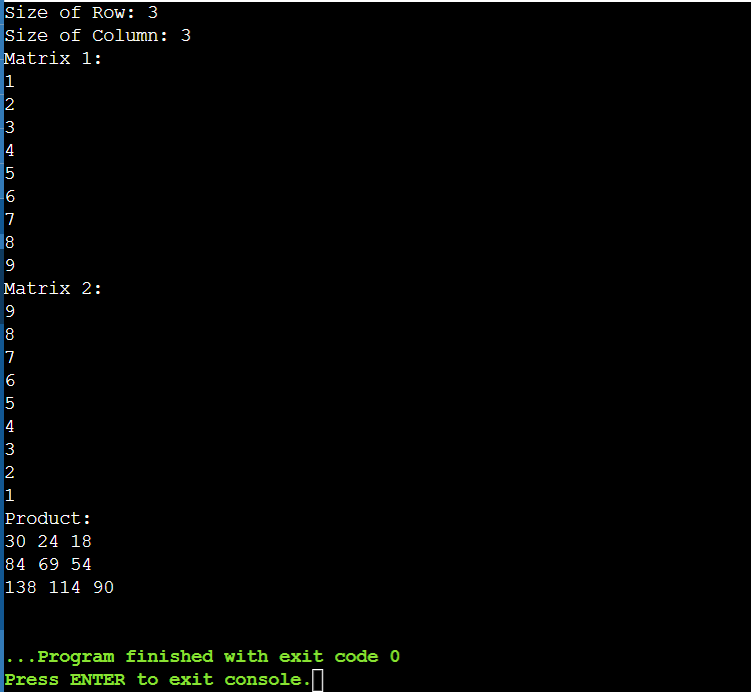 Size of Row: 3
Size of Column: 3
Matrix 1:
1
2
3
4
5
6
7
8
9
Matrix 2:
9
8
7
6
5
4
3
2
1
Product:
30 24 18
84 69 54
138 114 90
...Program finished with exit code 0
Press ENTER to exit console.